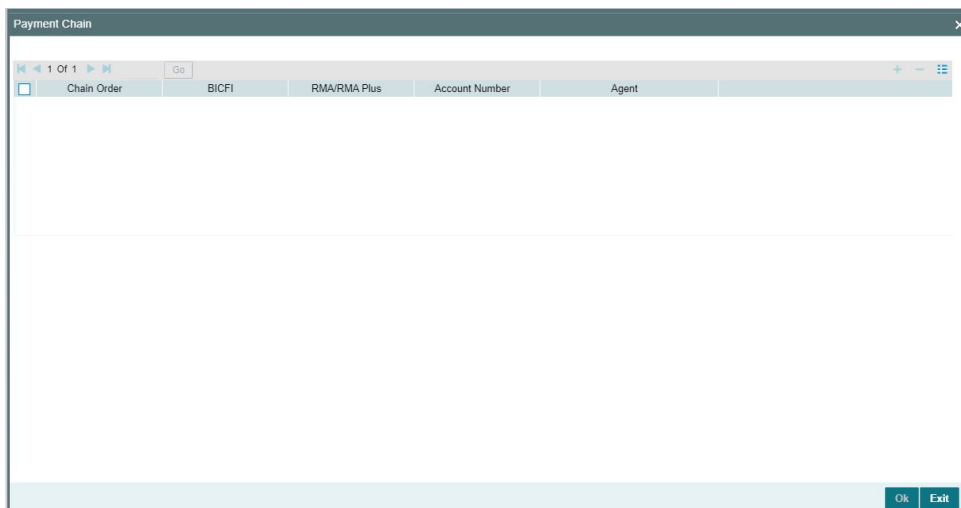 Payment Chain
1 Of 1 Go
Chain Order BICFI RMA/RMA Plus Account Number Agent
Ok Exit